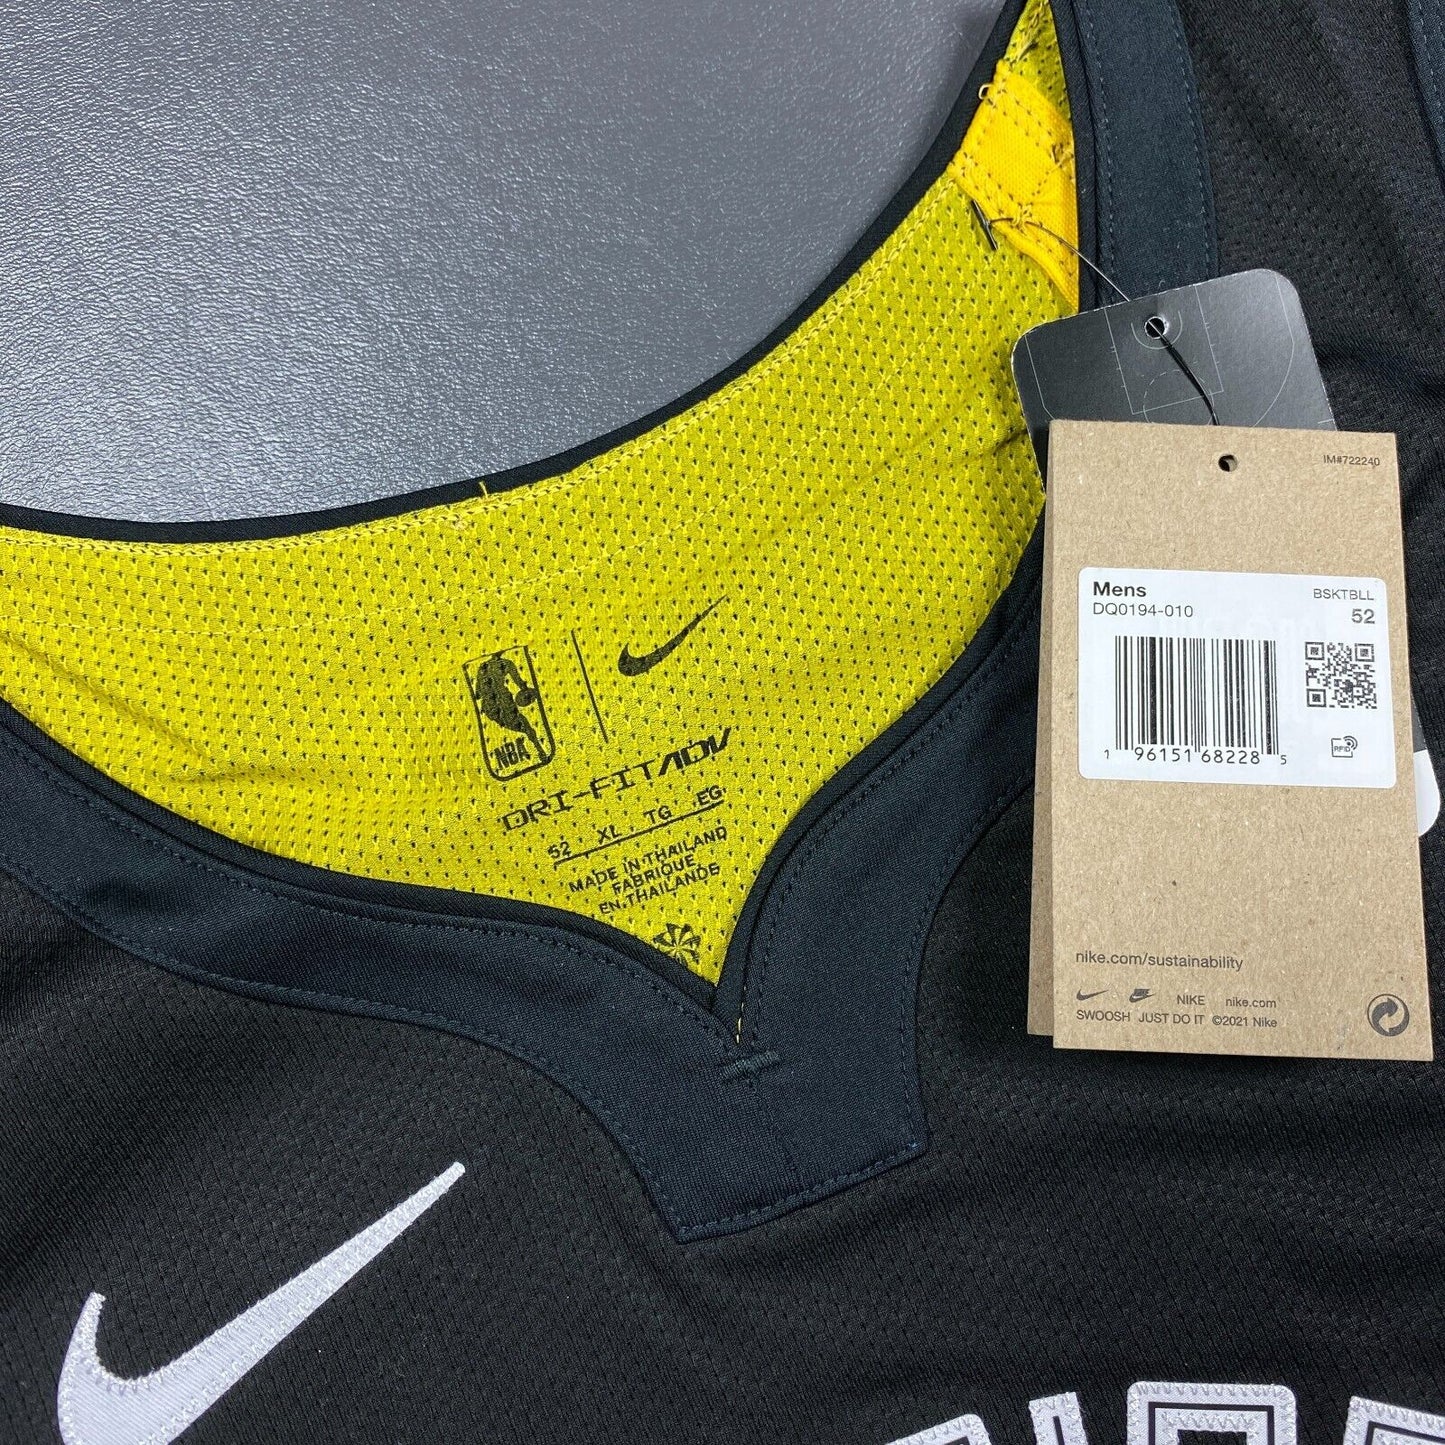 IM#722240
Mens BSKTBLL
DQ0194-010 52
1 96151 68228 5
RFID
NBA
DRI-FIT ADV
52 XL TG EG
MADE IN THAILAND
FABRIQUÉ
EN THAILANDE
nike.com/sustainability
NIKE nike.com
SWOOSH JUST DO IT ©2021 Nike